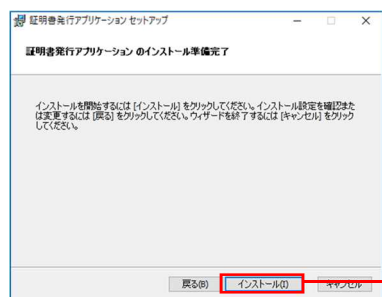 証明書発行アプリケーション セットアップ
証明書発行アプリケーション のインストール準備完了
インストールを開始するには [インストール] をクリックしてください。インストール設定を確認また
は変更するには [戻る] をクリックしてください。ウィザードを終了するには [キャンセル] をクリック
してください。
戻る(B)
インストール(I)
キャンセル